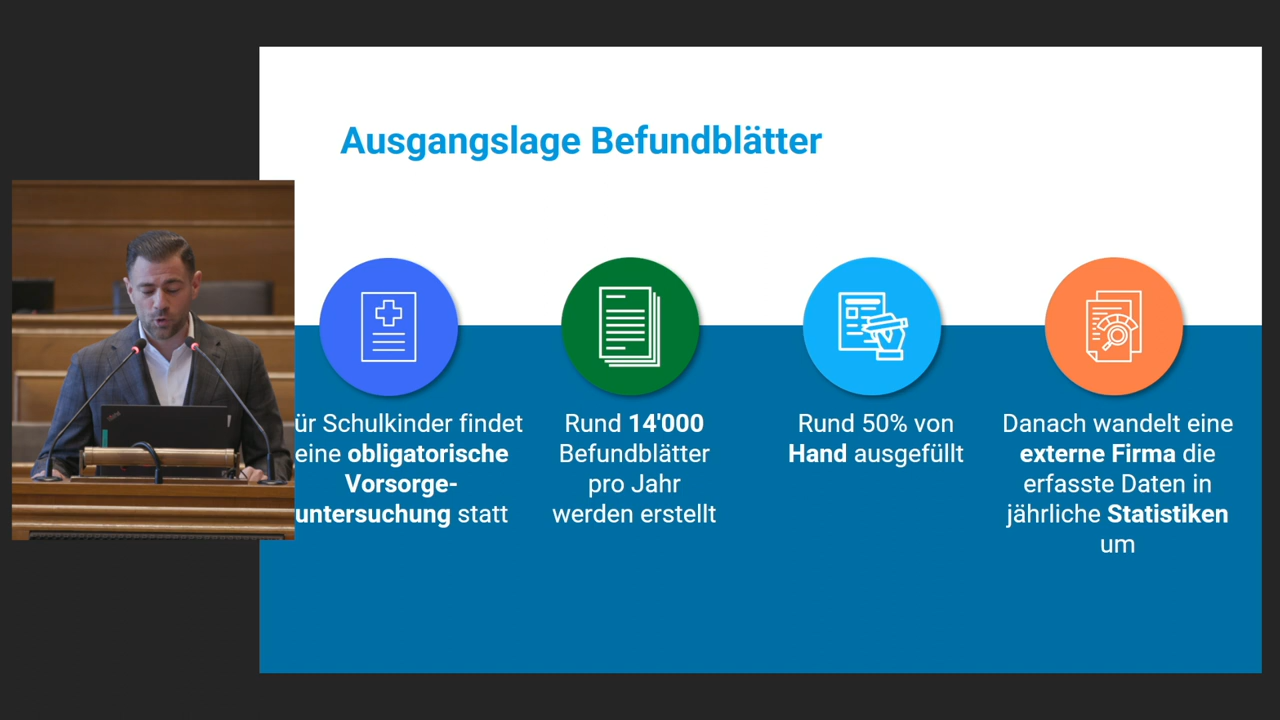 Ausgangslage Befundblätter
ür Schulkinder findet
eine obligatorische
Vorsorge-
untersuchung statt
Rund 14'000
Befundblätter
pro Jahr
werden erstellt
Rund 50% von
Hand ausgefüllt
Danach wandelt eine
externe Firma die
erfasste Daten in
jährliche Statistiken
um